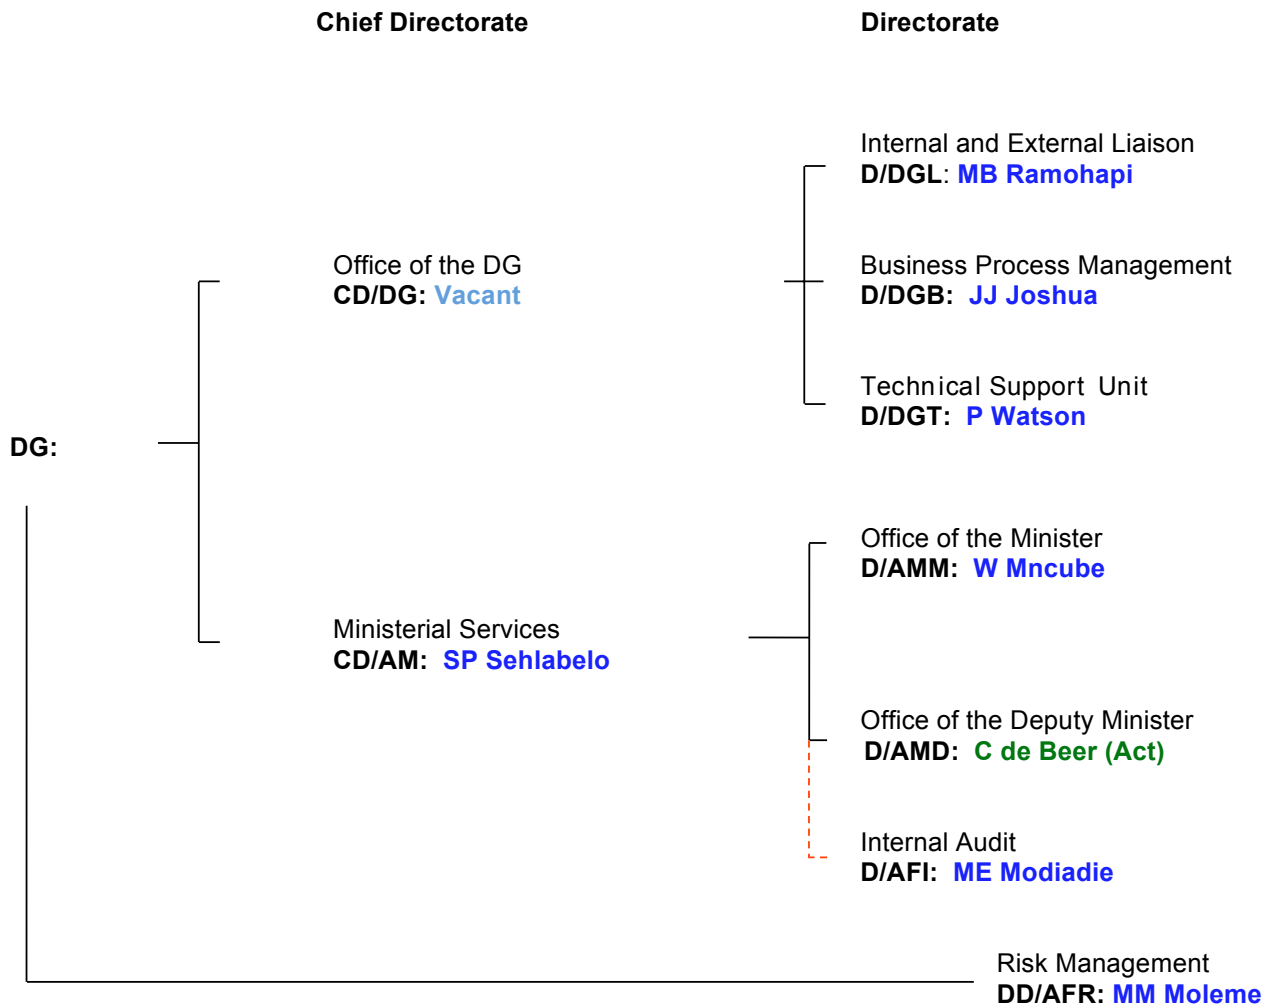 Chief Directorate
Directorate
Internal and External Liaison
D/DGL: MB Ramohapi
Office of the DG
CD/DG: Vacant
Business Process Management
D/DGB: JJ Joshua
Technical Support Unit
D/DGT: P Watson
DG:
Office of the Minister
D/AMM: W Mncube
Ministerial Services
CD/AM: SP Sehlabelo
Office of the Deputy Minister
D/AMD: C de Beer (Act)
Internal Audit
D/AFI: ME Modiadie
Risk Management
DD/AFR: MM Moleme